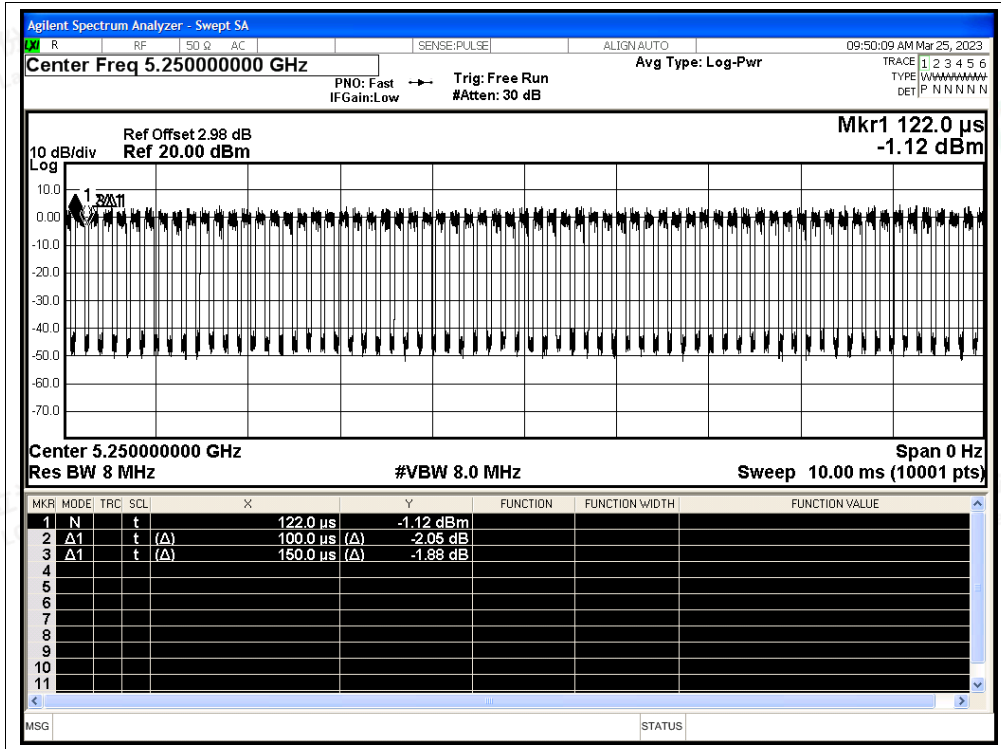 Agilent Spectrum Analyzer - Swept SA
LXI R RF 50 Ω AC SENSE:PULSE ALIGN AUTO 09:50:09 AM Mar 25, 2023
Center Freq 5.250000000 GHz
PNO: Fast
IFGain:Low
Trig: Free Run
#Atten: 30 dB
Avg Type: Log-Pwr
TRACE 1 2 3 4 5 6
TYPE
DET P N N N N N
Mkr1 122.0 µs
-1.12 dBm
Ref Offset 2.98 dB
10 dB/div Ref 20.00 dBm
Log
10.0
0.00
-10.0
-20.0
-30.0
-40.0
-50.0
-60.0
-70.0
1
Center 5.250000000 GHz Span 0 Hz
Res BW 8 MHz #VBW 8.0 MHz Sweep 10.00 ms (10001 pts)
MKR MODE TRC SCL X Y FUNCTION FUNCTION WIDTH FUNCTION VALUE
1 N t 122.0 µs -1.12 dBm
2 Δ1 t (Δ) 100.0 µs (Δ) -2.05 dB
3 Δ1 t (Δ) 150.0 µs (Δ) -1.88 dB
4
5
6
7
8
9
10
11
MSG STATUS